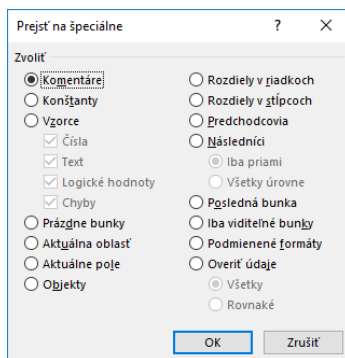 Prejsť na špeciálne ? ×
Zvoliť
Komentáre
Konštanty
Vzorce
Čísla
Text
Logické hodnoty
Chyby
Prázdne bunky
Aktuálna oblasť
Aktuálne pole
Objekty
Rozdiely v riadkoch
Rozdiely v stĺpcoch
Predchodcovia
Následníci
Iba priami
Všetky úrovne
Posledná bunka
Iba viditeľné bunky
Podmienené formáty
Overiť údaje
Všetky
Rovnaké
OK Zrušiť